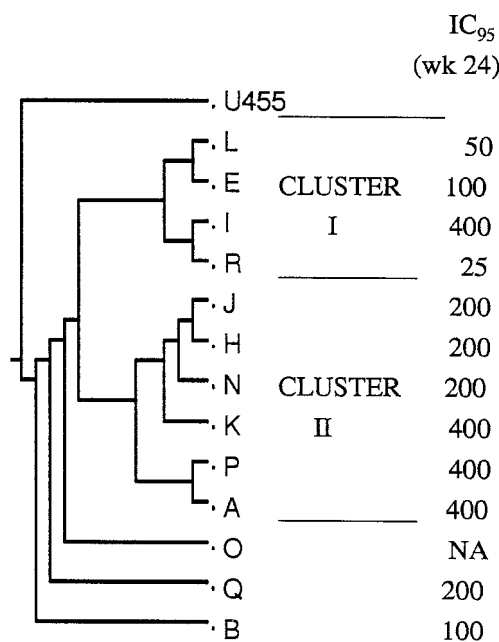 IC95
(wk 24)
U455
L 50
E CLUSTER 100
I I 400
R 25
J 200
H 200
N CLUSTER 200
K II 400
P 400
A 400
O NA
Q 200
B 100